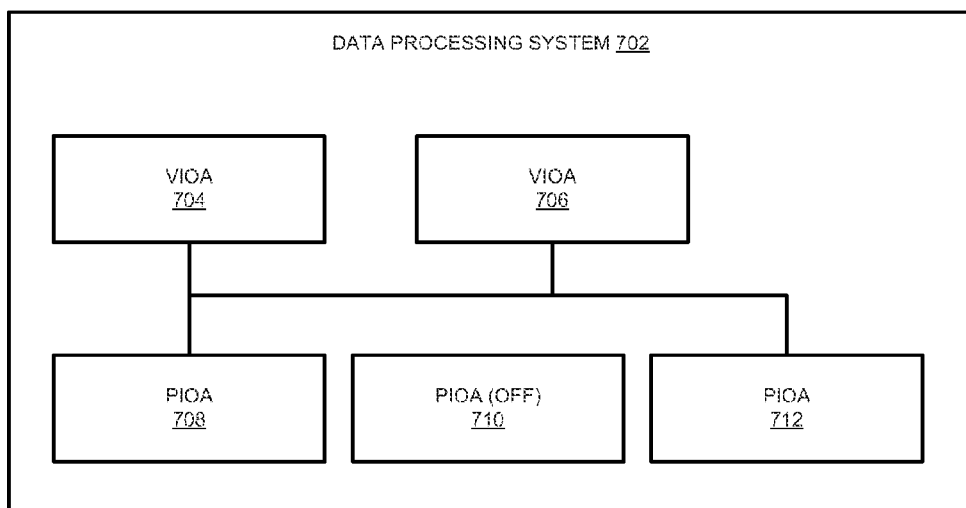 DATA PROCESSING SYSTEM 702
VIOA
704
VIOA
706
PIOA
708
PIOA (OFF)
710
PIOA
712